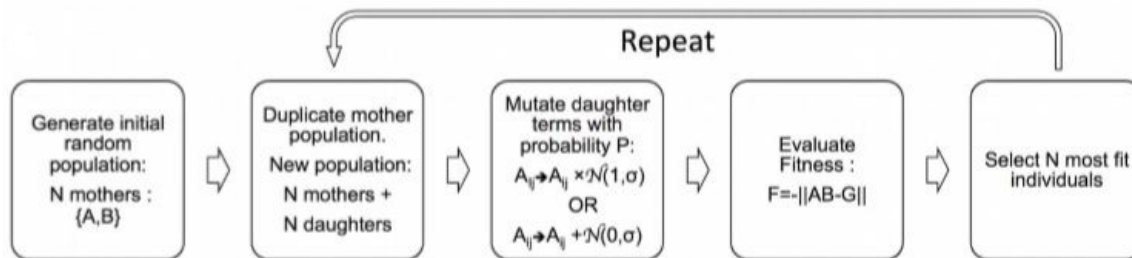 Repeat
Generate initial
random
population:
N mothers :
{A,B}
Duplicate mother
population.
New population:
N mothers +
N daughters
Mutate daughter
terms with
probability P:
Aᵢⱼ➔Aᵢⱼ ×𝒩(1,σ)
OR
Aᵢⱼ➔Aᵢⱼ +𝒩(0,σ)
Evaluate
Fitness :
F=-||AB-G||
Select N most fit
individuals